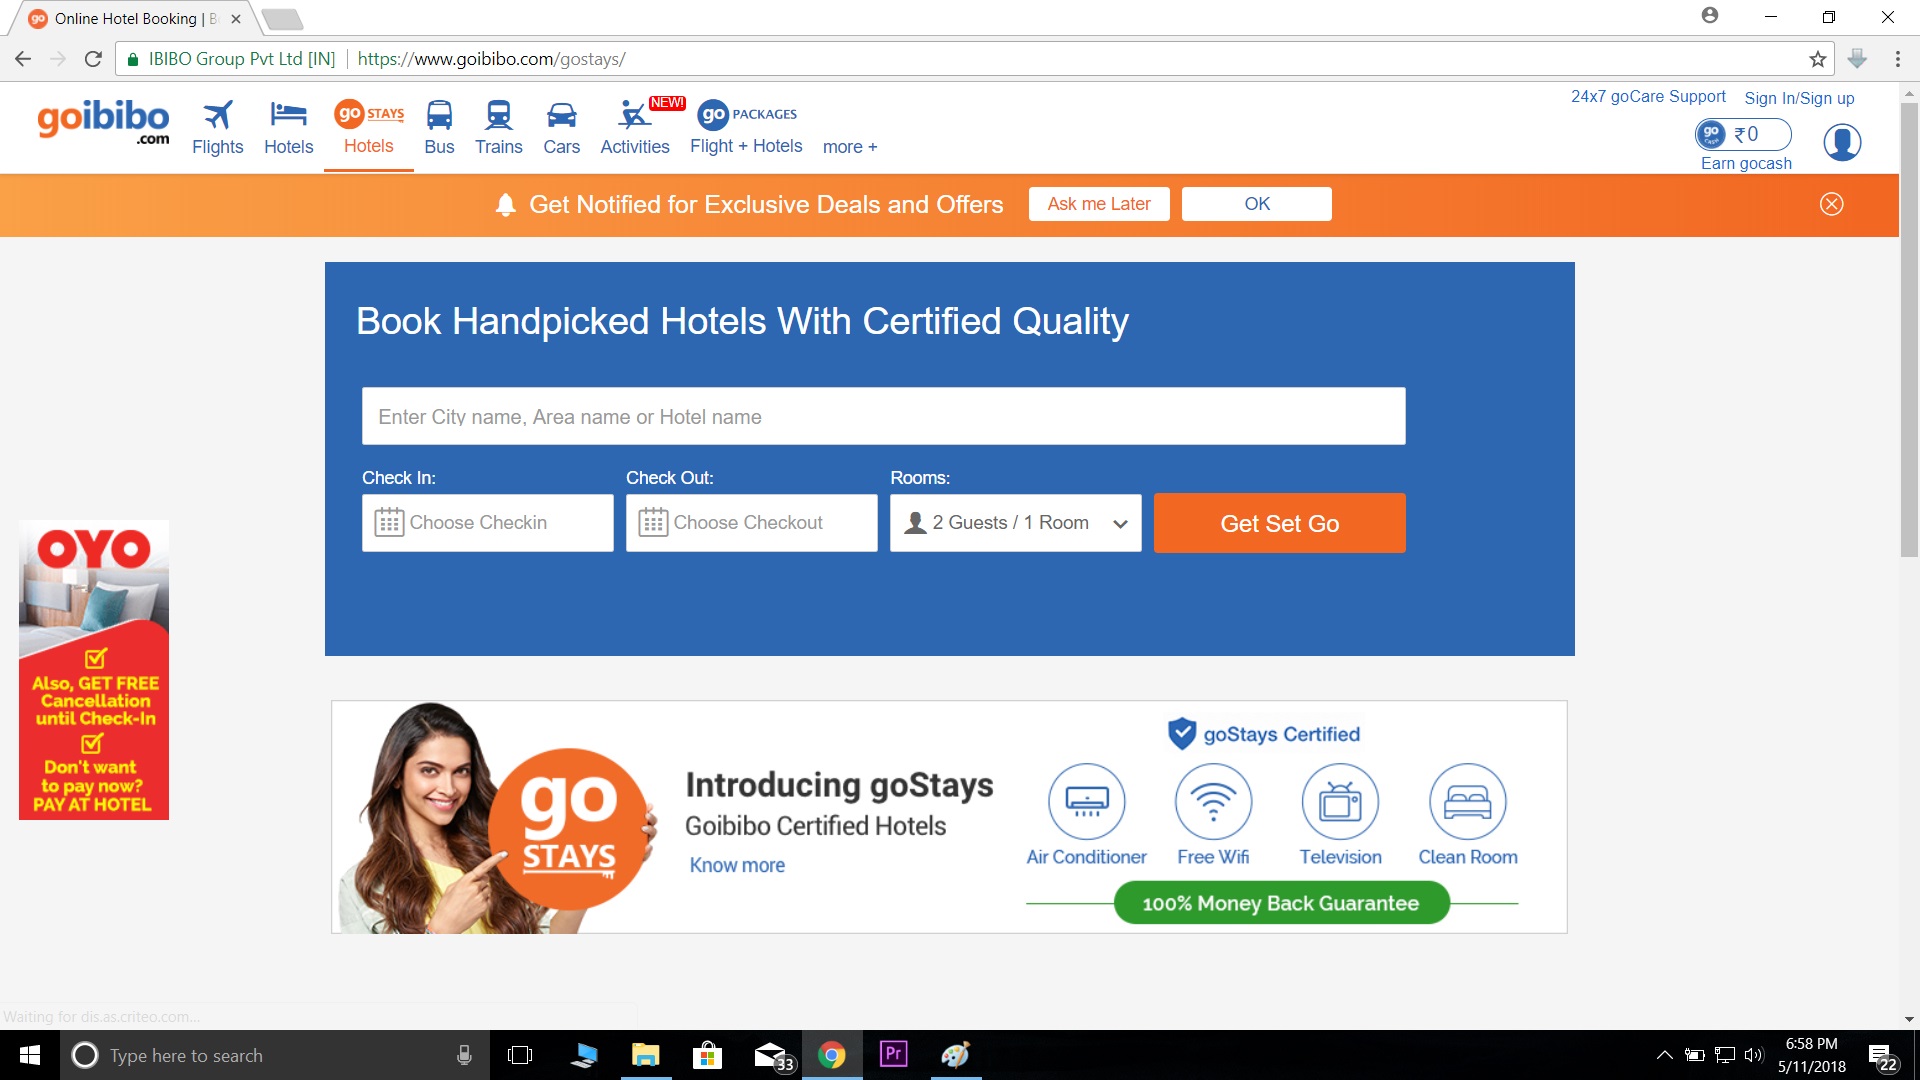 Online Hotel Booking | B
IBIBO Group Pvt Ltd [IN]
https://www.goibibo.com/gostays/
goibibo
.com
Flights
Hotels
go STAYS
Hotels
Bus
Trains
Cars
NEW!
Activities
go PACKAGES
Flight + Hotels
more +
24x7 goCare Support
Sign In/Sign up
go
CASH
₹0
Earn gocash
Get Notified for Exclusive Deals and Offers
Ask me Later
OK
Book Handpicked Hotels With Certified Quality
Enter City name, Area name or Hotel name
Check In:
Check Out:
Rooms:
Choose Checkin
Choose Checkout
2 Guests / 1 Room
Get Set Go
OYO
Also, GET FREE
Cancellation
until Check-In
Don't want
to pay now?
PAY AT HOTEL
go
STAYS
Introducing goStays
Goibibo Certified Hotels
Know more
goStays Certified
Air Conditioner
Free Wifi
Television
Clean Room
100% Money Back Guarantee
Waiting for dis.as.criteo.com...
Type here to search
33
Pr
6:58 PM
5/11/2018
22